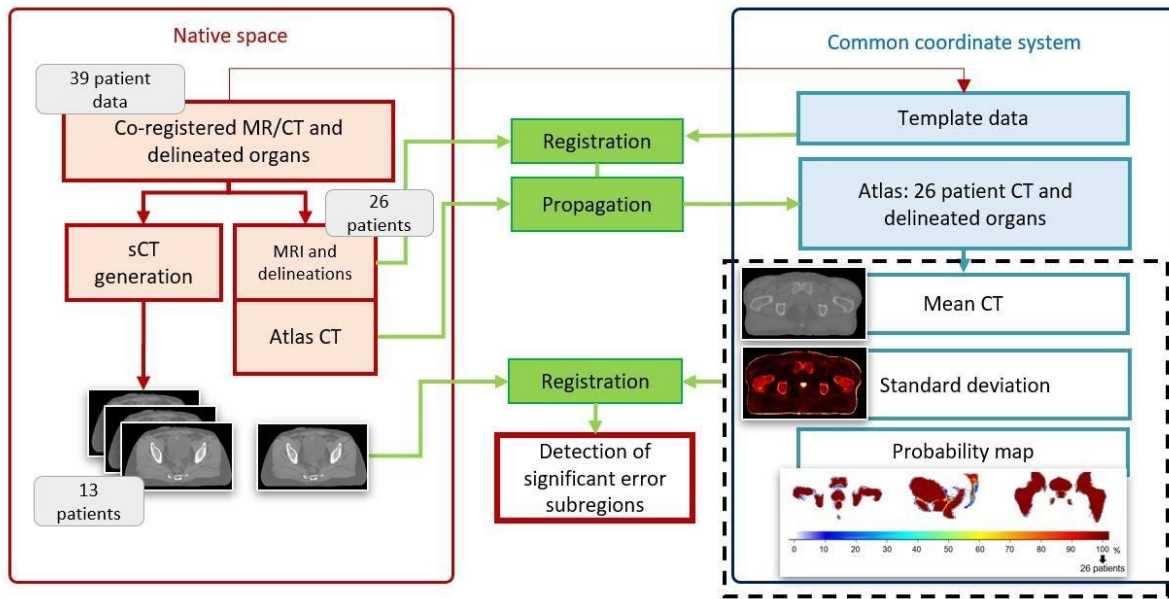 Native space
39 patient
data
Co-registered MR/CT and
delineated organs
26
patients
sCT
generation
MRI and
delineations
Atlas CT
13
patients
Registration
Propagation
Registration
Detection of
significant error
subregions
Common coordinate system
Template data
Atlas: 26 patient CT and
delineated organs
Mean CT
Standard deviation
Probability map
0 10 20 30 40 50 60 70 80 90 100 %
26 patients